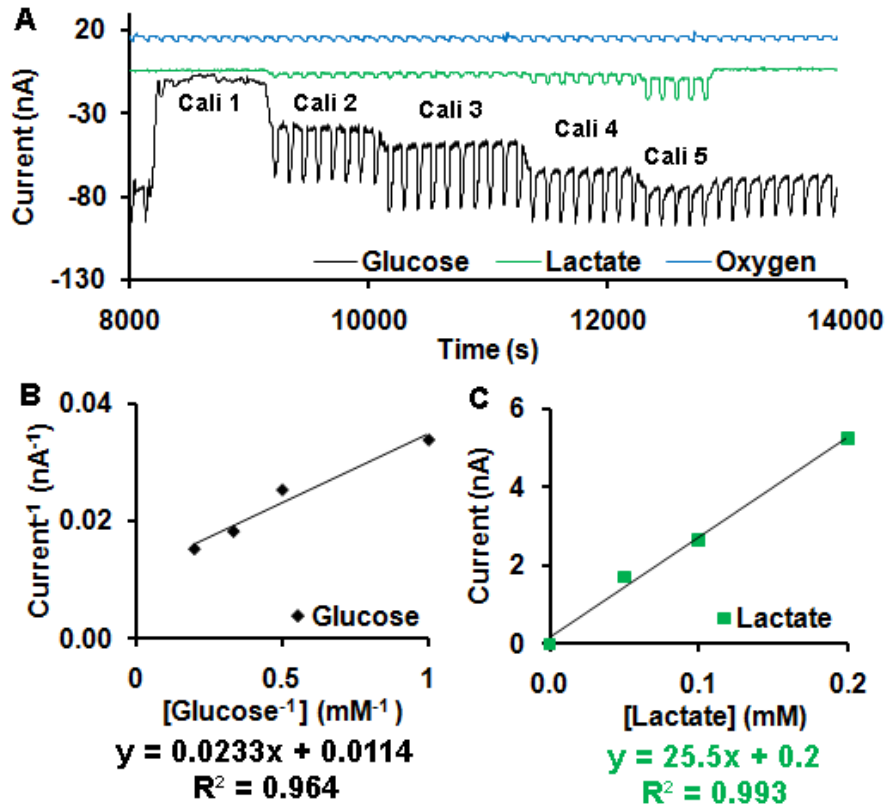 A
20
-30
-80
-130
Current (nA)
Cali 1
Cali 2
Cali 3
Cali 4
Cali 5
Glucose Lactate Oxygen
8000 10000 12000 14000
Time (s)
B
0.04
0.02
0.00
Current⁻¹ (nA⁻¹)
Glucose
0 0.5 1
[Glucose⁻¹] (mM⁻¹)
y = 0.0233x + 0.0114
R² = 0.964
C
6
4
2
0
Current (nA)
Lactate
0.0 0.1 0.2
[Lactate] (mM)
y = 25.5x + 0.2
R² = 0.993